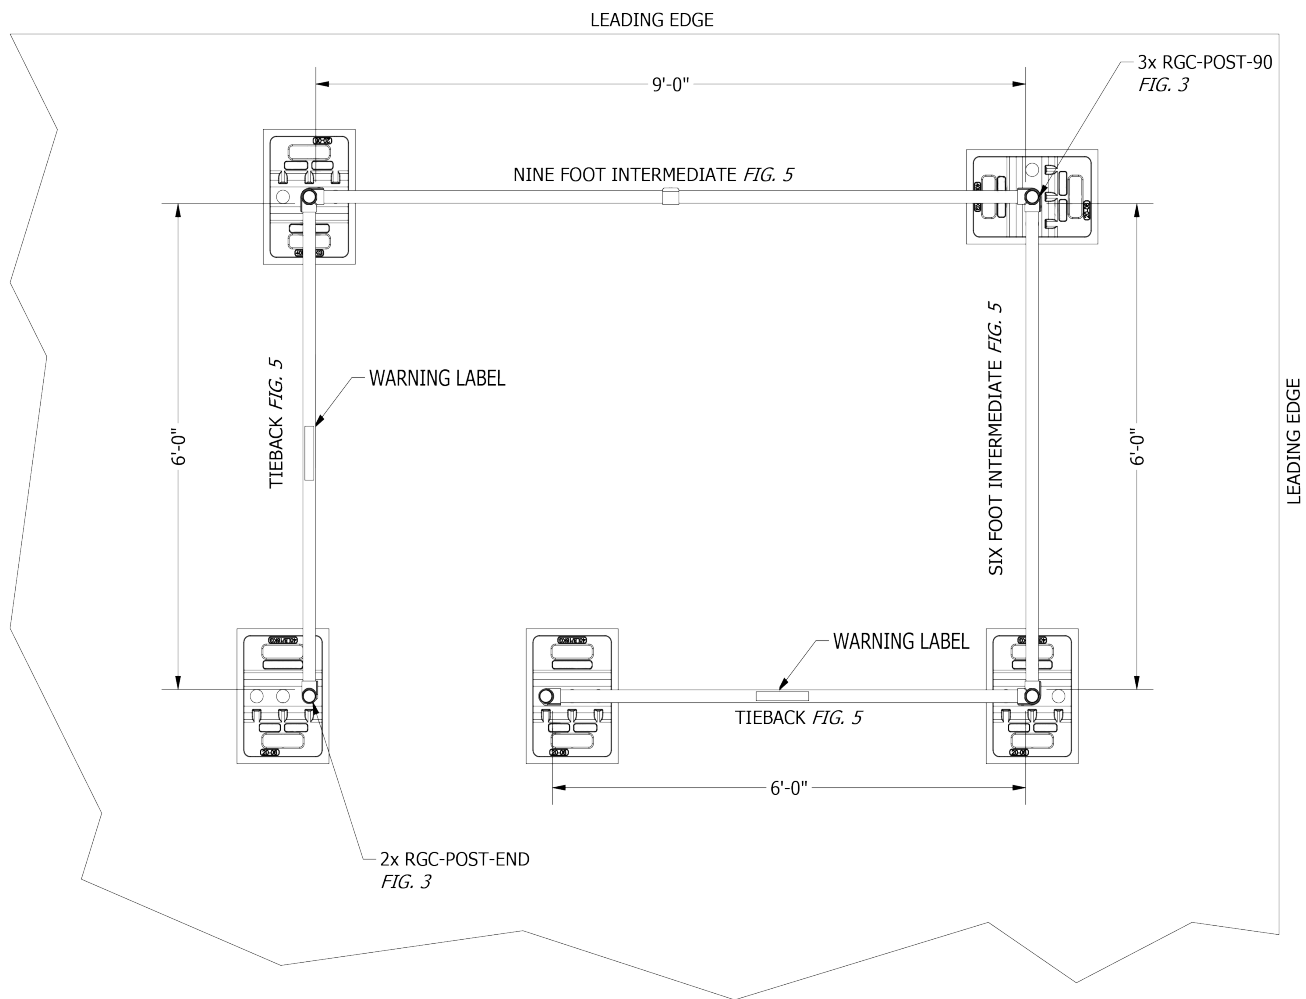 LEADING EDGE
3x RGC-POST-90
FIG. 3
9'-0"
NINE FOOT INTERMEDIATE FIG. 5
TIEBACK FIG. 5
WARNING LABEL
6'-0"
SIX FOOT INTERMEDIATE FIG. 5
6'-0"
LEADING EDGE
WARNING LABEL
TIEBACK FIG. 5
6'-0"
2x RGC-POST-END
FIG. 3